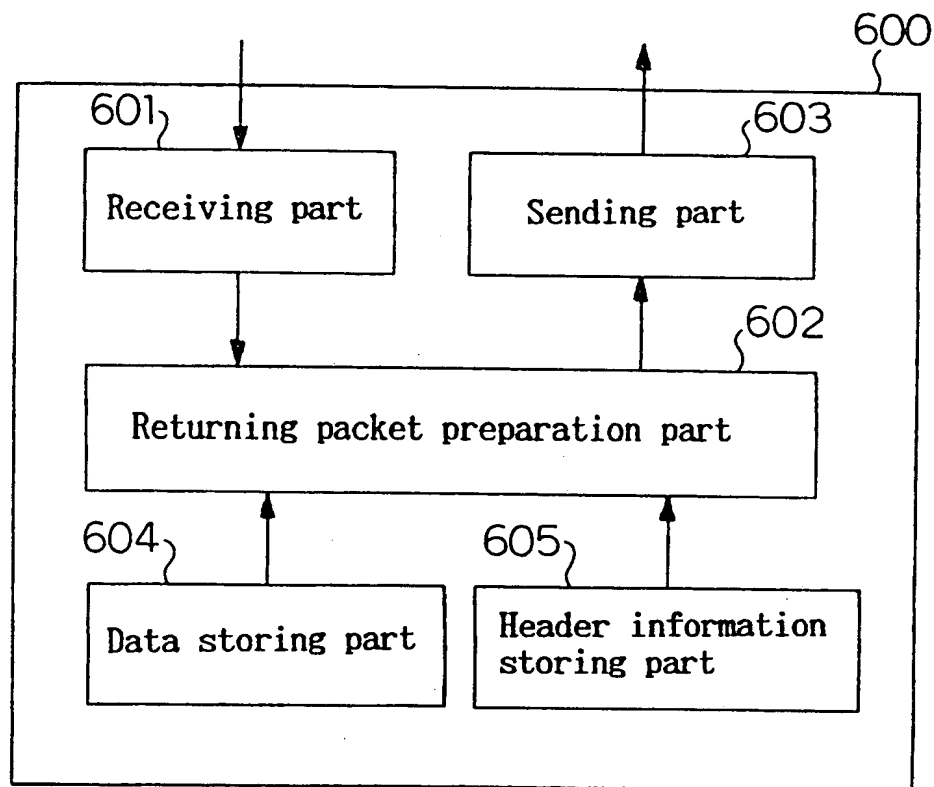 600
601
603
Receiving part
Sending part
602
Returning packet preparation part
604
605
Data storing part
Header information
storing part